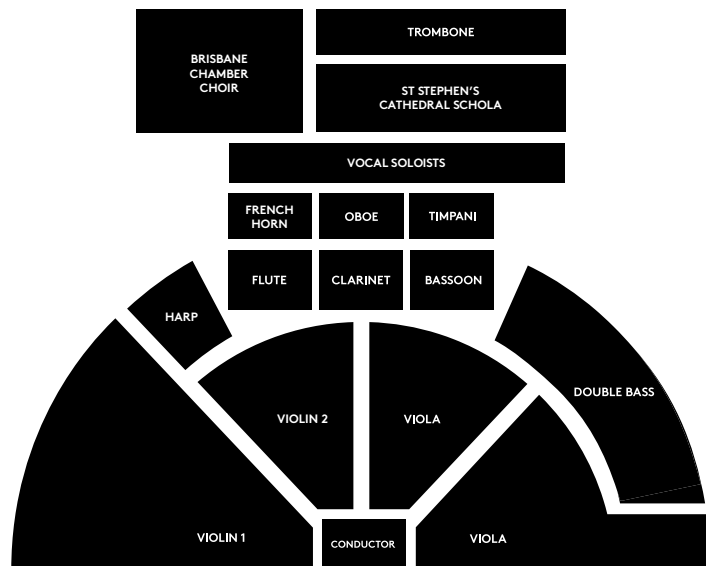 TROMBONE
BRISBANE
CHAMBER
CHOIR
ST STEPHEN'S
CATHEDRAL SCHOLA
VOCAL SOLOISTS
FRENCH
HORN
OBOE
TIMPANI
FLUTE
CLARINET
BASSOON
HARP
DOUBLE BASS
VIOLIN 2
VIOLA
VIOLIN 1
CONDUCTOR
VIOLA